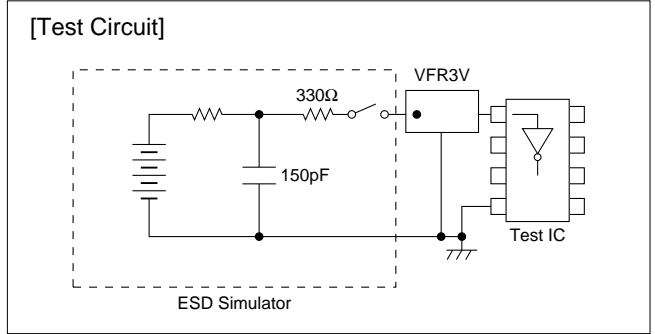 [Test Circuit]
VFR3V
330Ω
150pF
Test IC
ESD Simulator